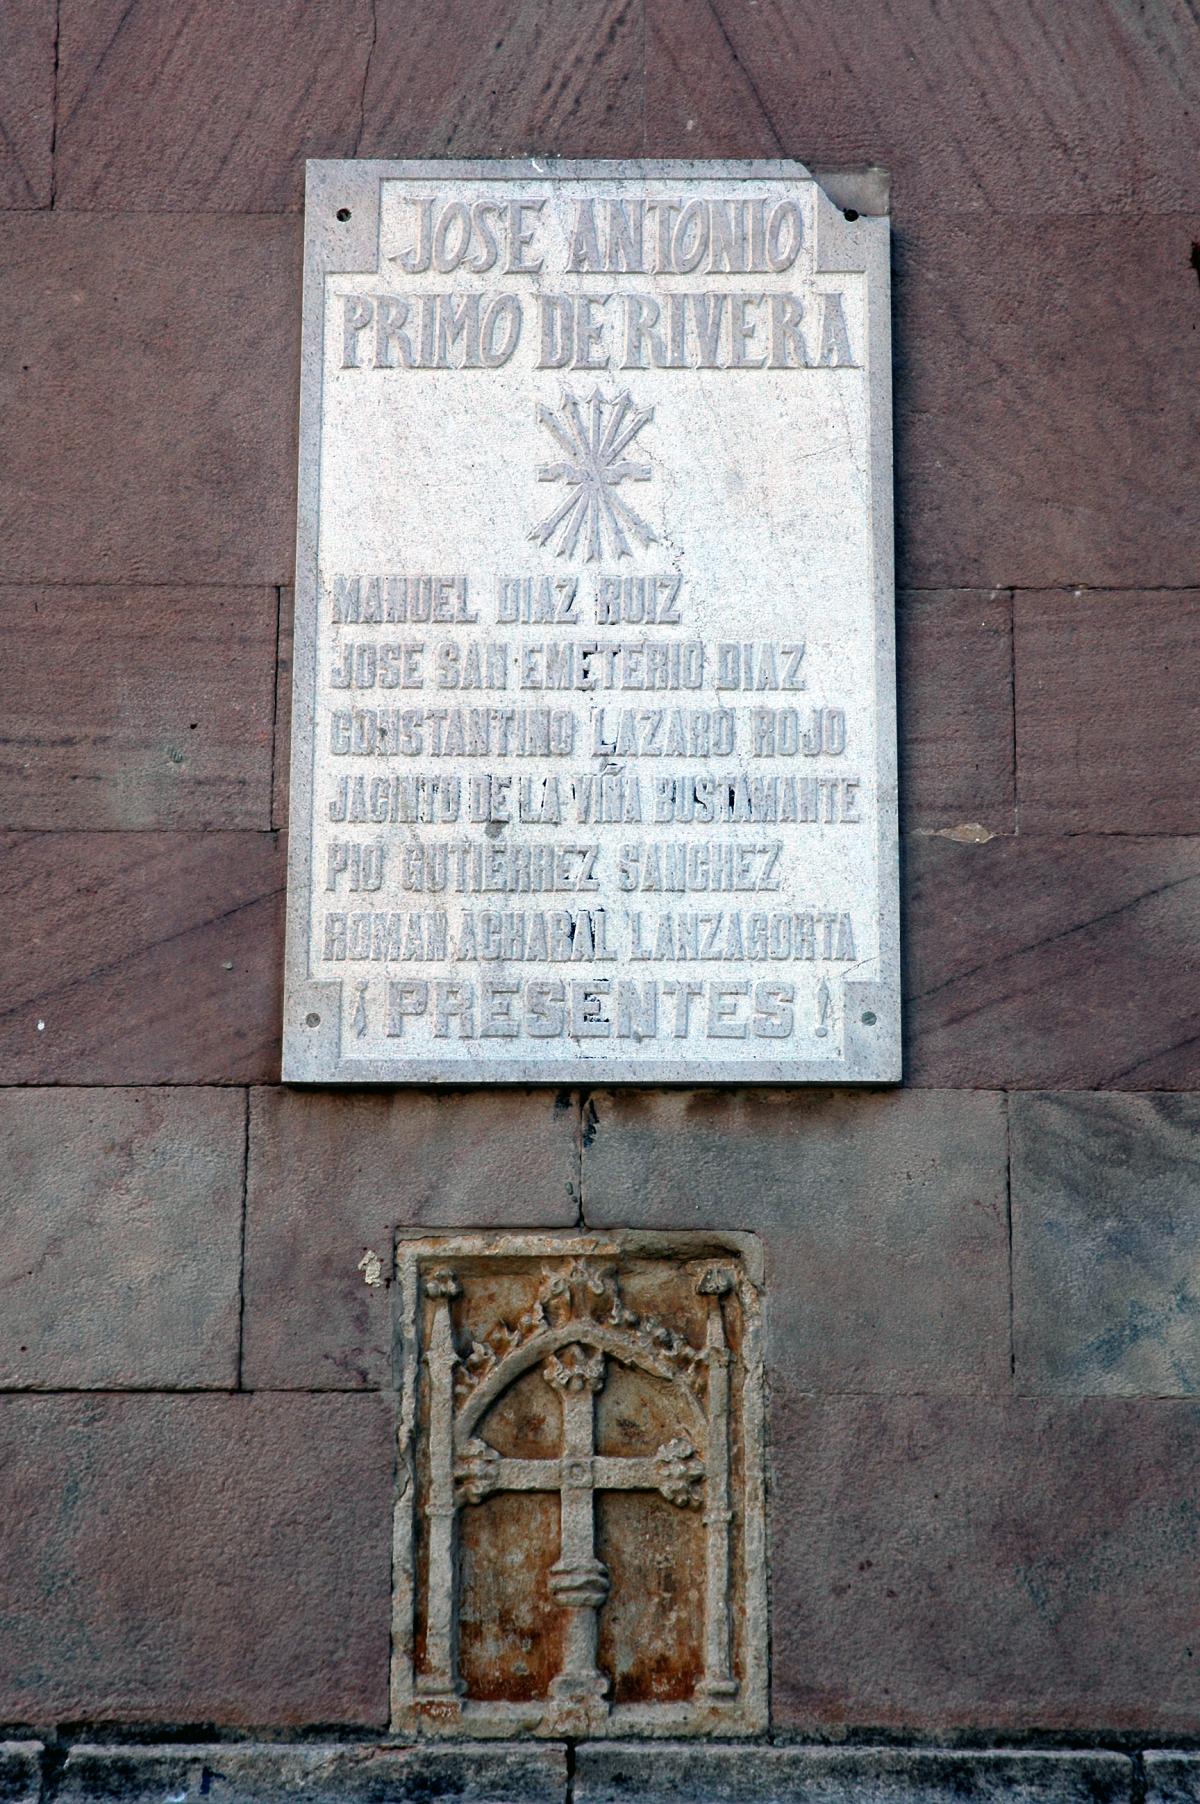 JOSE ANTONIO
PRIMO DE RIVERA
MANUEL DIAZ RUIZ
JOSE SAN EMETERIO DIAZ
CONSTANTINO LAZARO ROJO
JACINTO DE LA VIÑA BUSTAMANTE
PIO GUTIERREZ SANCHEZ
ROMAN ACHABAL LANZAGORTA
¡PRESENTES!